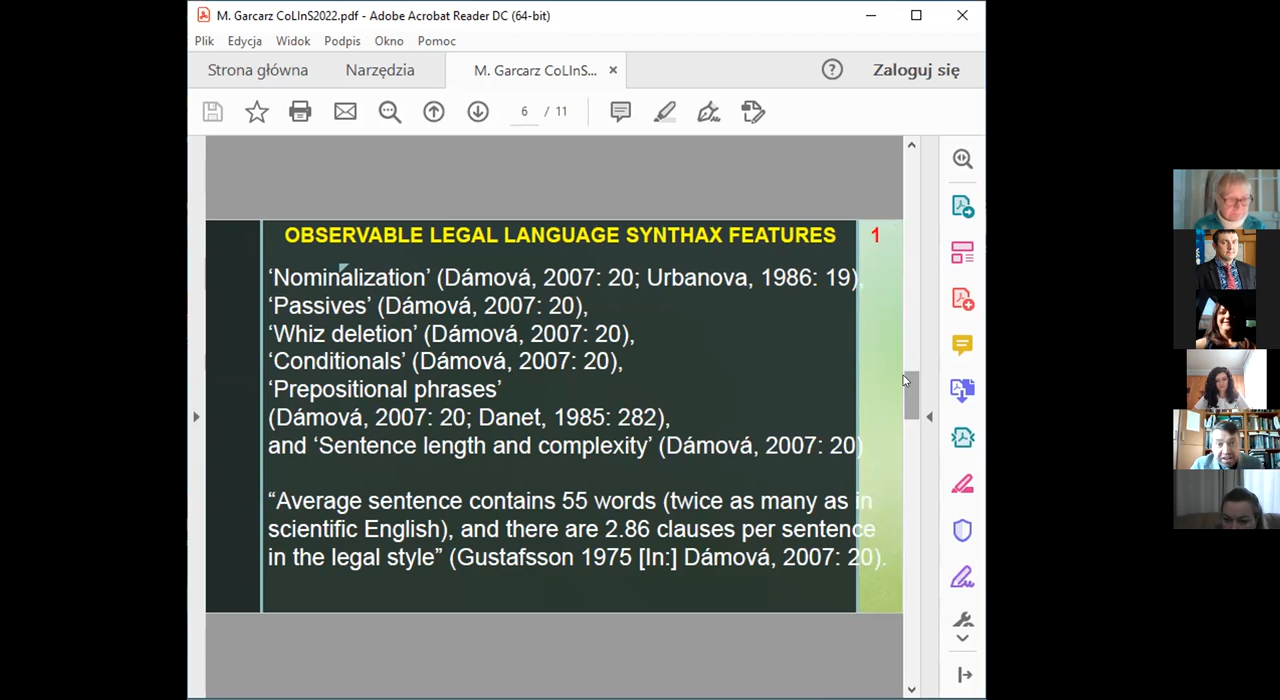 M. Garcarz CoLInS2022.pdf - Adobe Acrobat Reader DC (64-bit)
Plik Edycja Widok Podpis Okno Pomoc
Strona główna Narzędzia M. Garcarz CoLInS... Zaloguj się
6 / 11
OBSERVABLE LEGAL LANGUAGE SYNTHAX FEATURES 1
‘Nominalization’ (Dámová, 2007: 20; Urbanova, 1986: 19),
‘Passives’ (Dámová, 2007: 20),
‘Whiz deletion’ (Dámová, 2007: 20),
‘Conditionals’ (Dámová, 2007: 20),
‘Prepositional phrases’
(Dámová, 2007: 20; Danet, 1985: 282),
and ‘Sentence length and complexity’ (Dámová, 2007: 20)
“Average sentence contains 55 words (twice as many as in
scientific English), and there are 2.86 clauses per sentence
in the legal style” (Gustafsson 1975 [In:] Dámová, 2007: 20).